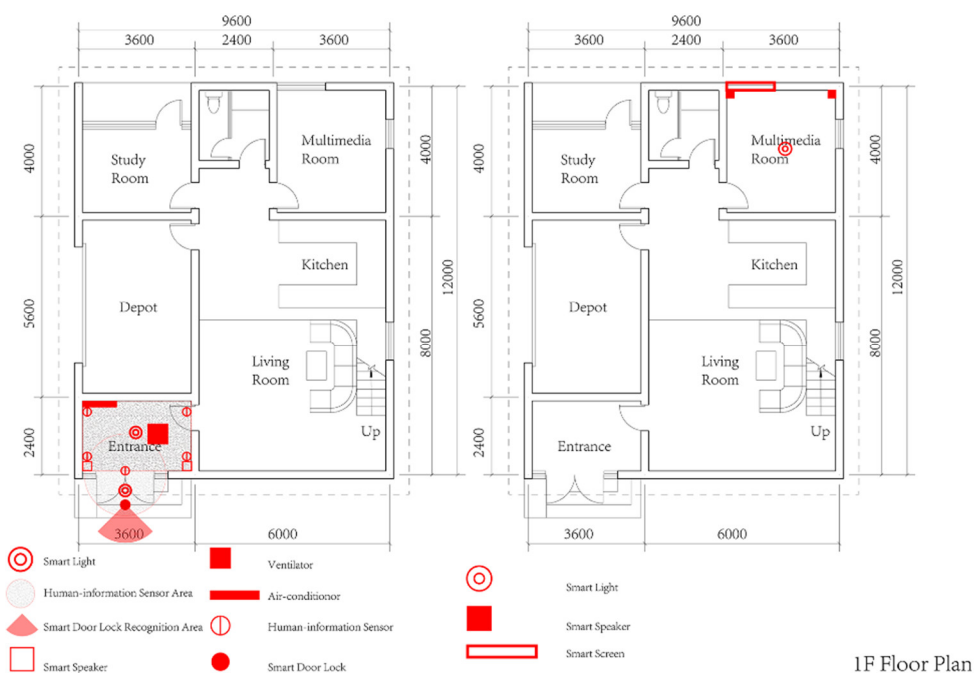 9600
3600 2400 3600
9600
3600 2400 3600
4000
Study
Room
Multimedia
Room
4000
4000
Study
Room
Multimedia
Room
4000
Kitchen
12000
Kitchen
12000
5600
Depot
Living
Room
8000
5600
Depot
Living
Room
8000
2400
Entrance
Up
2400
Entrance
Up
3600 6000
3600 6000
Smart Light
Ventilator
Human-information Sensor Area
Air-conditionor
Smart Door Lock Recognition Area
Human-information Sensor
Smart Speaker
Smart Door Lock
Smart Light
Smart Speaker
Smart Screen
1F Floor Plan